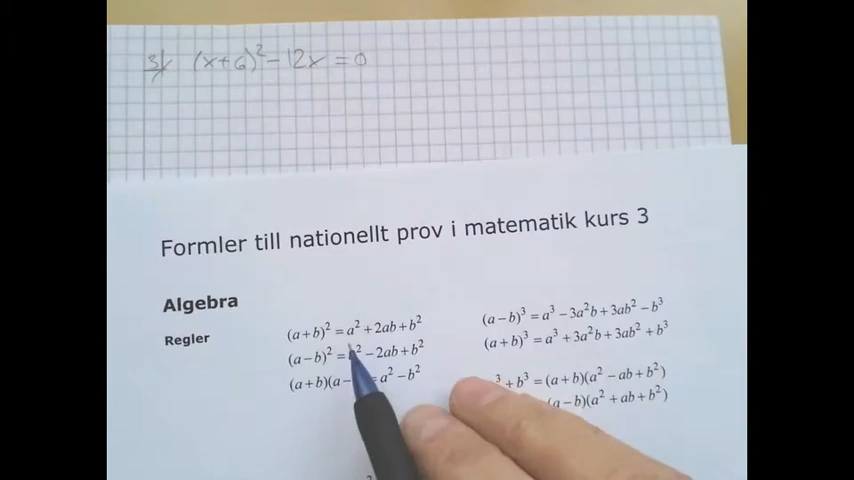 3/ (x+6)² - 12x = 0
Formler till nationellt prov i matematik kurs 3
Algebra
Regler
(a+b)² = a² + 2ab + b²
(a−b)² = a² − 2ab + b²
(a+b)(a− = a² − b²
(a−b)³ = a³ − 3a²b + 3ab² − b³
(a+b)³ = a³ + 3a²b + 3ab² + b³
³ + b³ = (a+b)(a² − ab + b²)
(a−b)(a² + ab + b²)